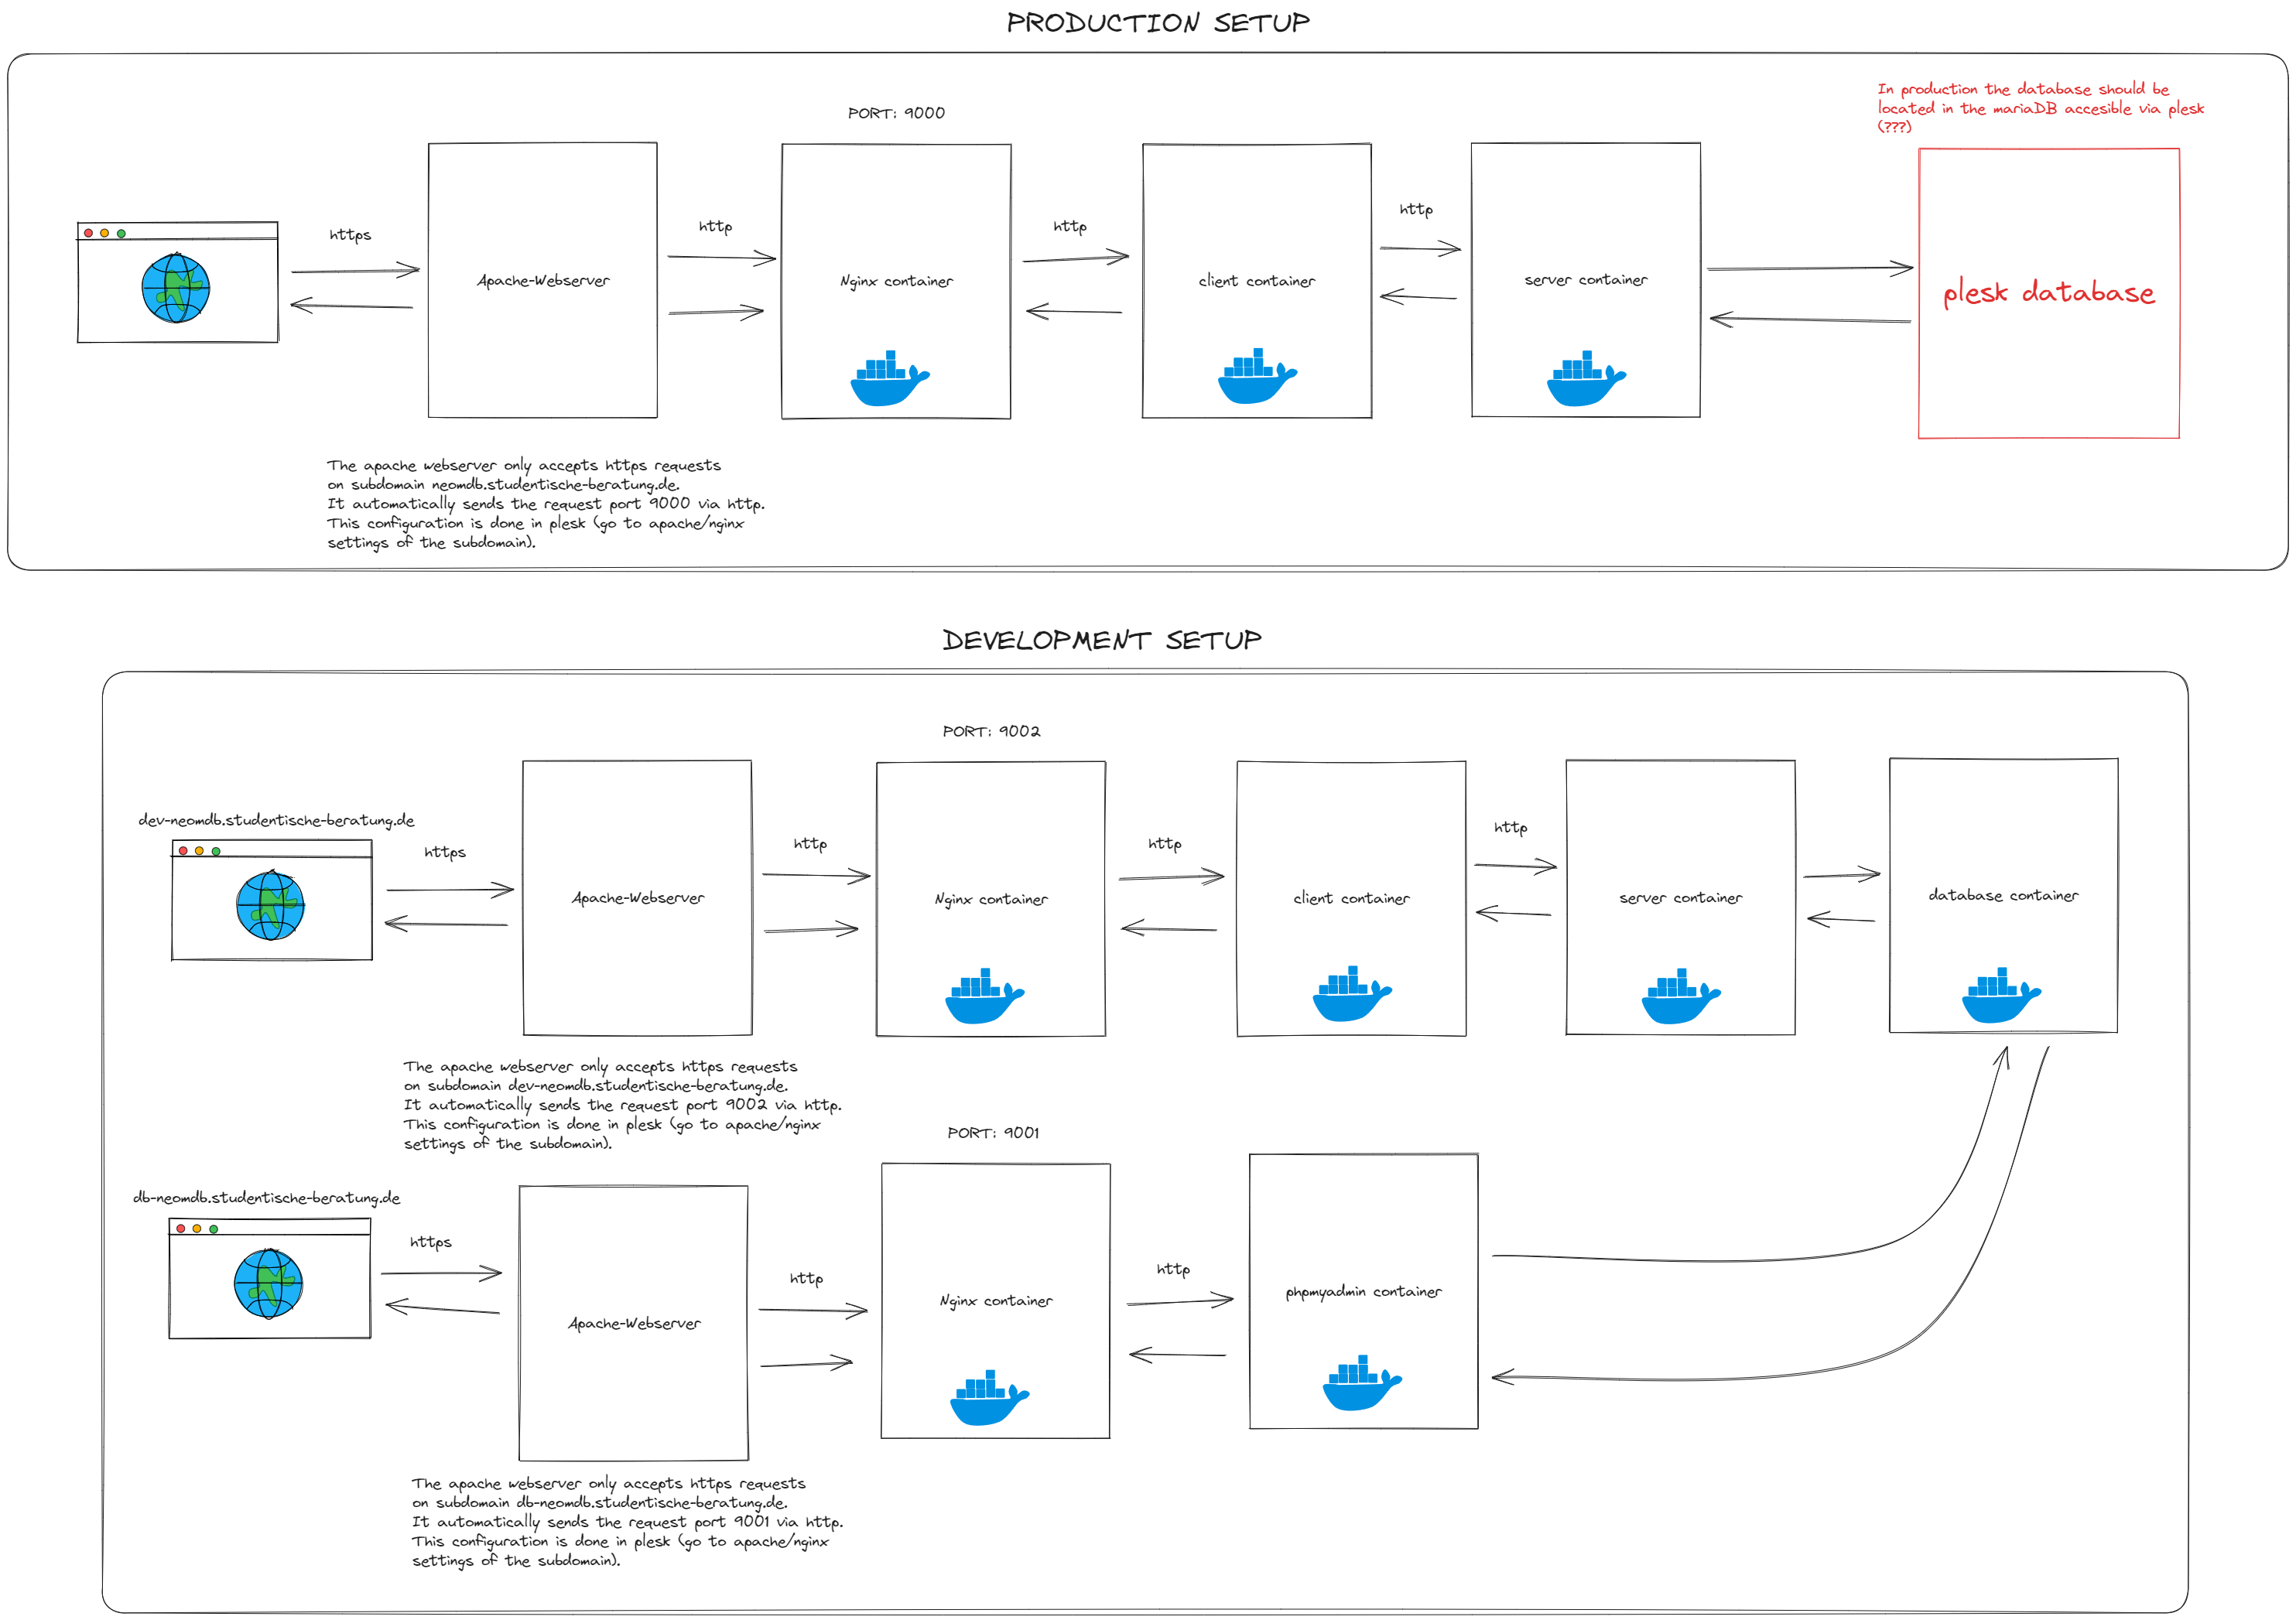 PRODUCTION SETUP
In production the database should be
located in the mariaDB accesible via plesk
(???)
PORT: 9000
https
http
http
http
Apache-Webserver
Nginx container
client container
server container
plesk database
The apache webserver only accepts https requests
on subdomain neomdb.studentische-beratung.de.
It automatically sends the request port 9000 via http.
This configuration is done in plesk (go to apache/nginx
settings of the subdomain).
DEVELOPMENT SETUP
PORT: 9002
dev-neomdb.studentische-beratung.de
https
http
http
http
Apache-Webserver
Nginx container
client container
server container
database container
The apache webserver only accepts https requests
on subdomain dev-neomdb.studentische-beratung.de.
It automatically sends the request port 9002 via http.
This configuration is done in plesk (go to apache/nginx
settings of the subdomain).
PORT: 9001
db-neomdb.studentische-beratung.de
https
http
http
Apache-Webserver
Nginx container
phpmyadmin container
The apache webserver only accepts https requests
on subdomain db-neomdb.studentische-beratung.de.
It automatically sends the request port 9001 via http.
This configuration is done in plesk (go to apache/nginx
settings of the subdomain).